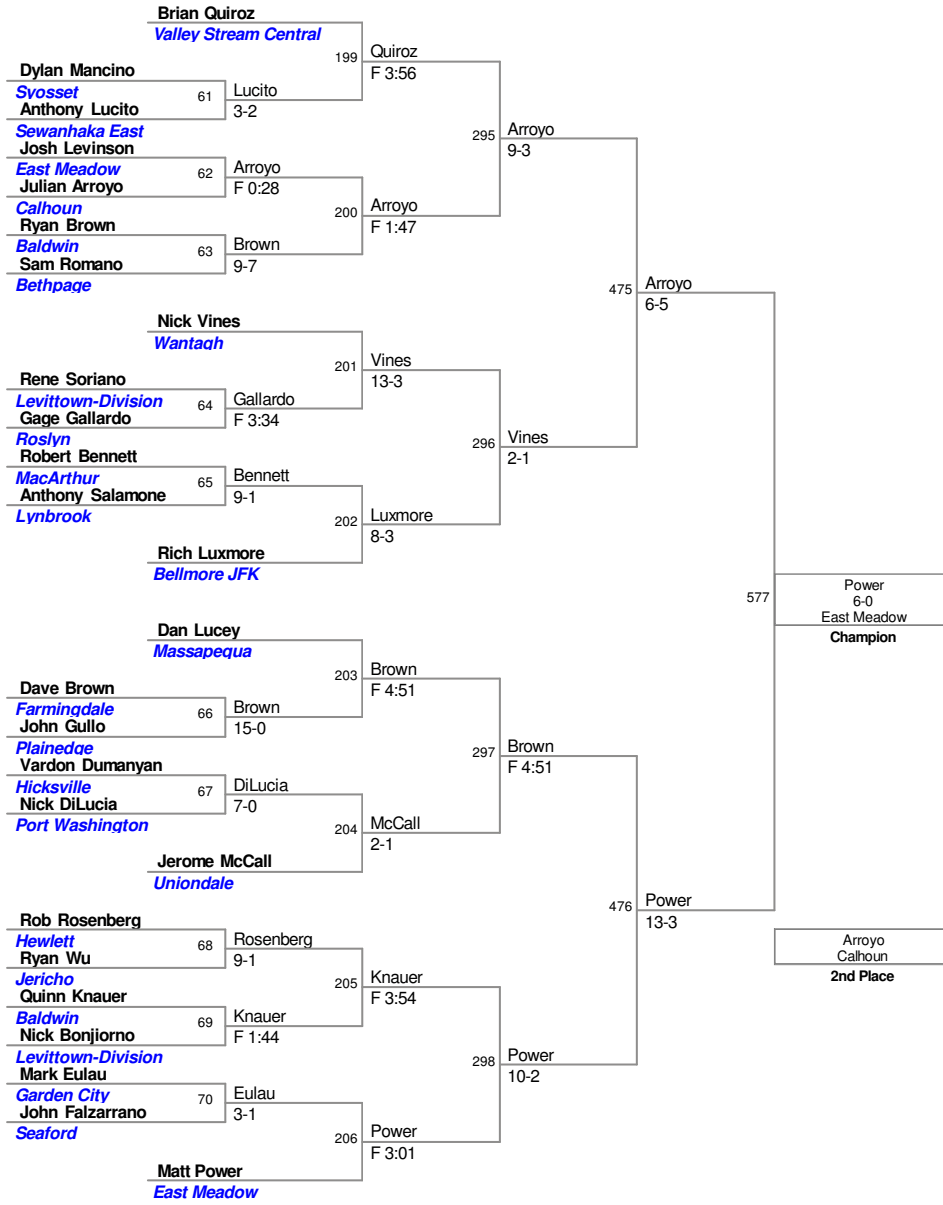 Brian Quiroz
Valley Stream Central
199
Quiroz
F 3:56
Dylan Mancino
Syosset
61
Lucito
3-2
Anthony Lucito
Sewanhaka East
295
Arroyo
9-3
Josh Levinson
East Meadow
62
Arroyo
F 0:28
Julian Arroyo
Calhoun
200
Arroyo
F 1:47
Ryan Brown
Baldwin
63
Brown
9-7
Sam Romano
Bethpage
475
Arroyo
6-5
Nick Vines
Wantagh
201
Vines
13-3
Rene Soriano
Levittown-Division
64
Gallardo
F 3:34
Gage Gallardo
Roslyn
296
Vines
2-1
Robert Bennett
MacArthur
65
Bennett
9-1
Anthony Salamone
Lynbrook
202
Luxmore
8-3
Rich Luxmore
Bellmore JFK
577
Power
6-0
East Meadow
Champion
Dan Lucey
Massapequa
203
Brown
F 4:51
Dave Brown
Farmingdale
66
Brown
15-0
John Gullo
Plainedge
297
Brown
F 4:51
Vardon Dumanyan
Hicksville
67
DiLucia
7-0
Nick DiLucia
Port Washington
204
McCall
2-1
Jerome McCall
Uniondale
476
Power
13-3
Rob Rosenberg
Hewlett
68
Rosenberg
9-1
Ryan Wu
Jericho
205
Knauer
F 3:54
Arroyo
Calhoun
2nd Place
Quinn Knauer
Baldwin
69
Knauer
F 1:44
Nick Bonjiorno
Levittown-Division
298
Power
10-2
Mark Eulau
Garden City
70
Eulau
3-1
John Falzarrano
Seaford
206
Power
F 3:01
Matt Power
East Meadow